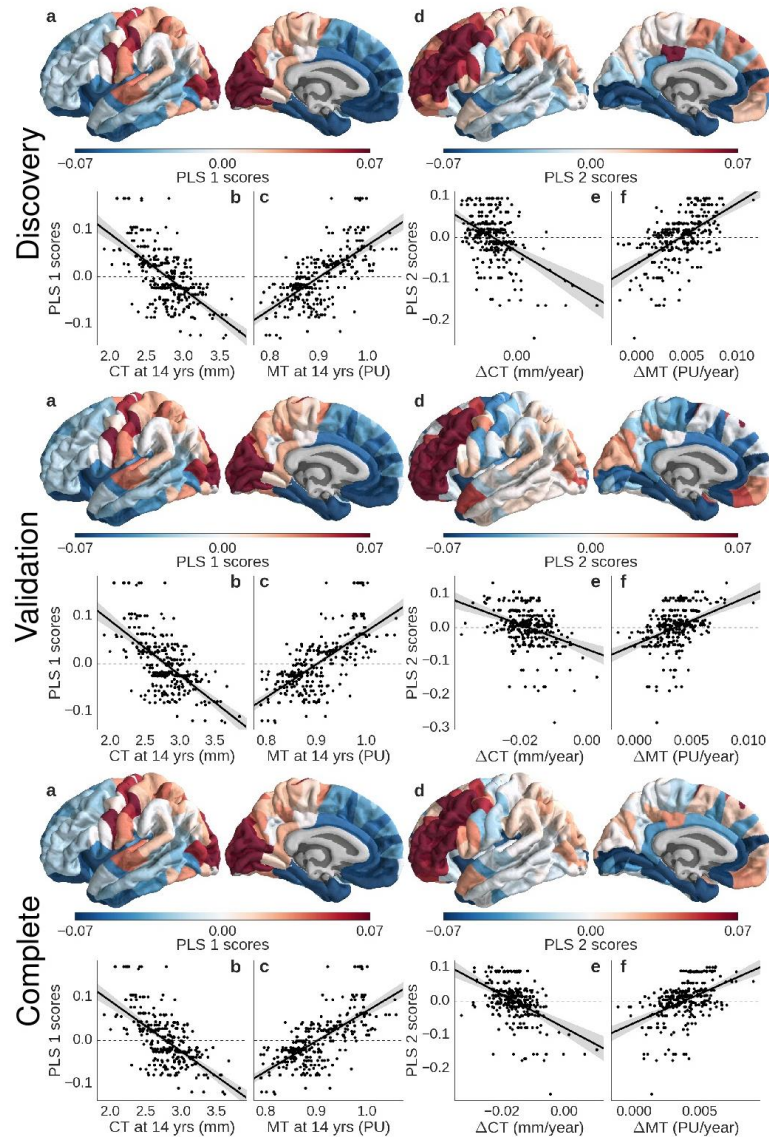 Discovery
a
d
−0.07 0.00 0.07
PLS 1 scores
−0.07 0.00 0.07
PLS 2 scores
b
c
e
f
PLS 1 scores
0.1
0.0
−0.1
PLS 2 scores
0.1
0.0
−0.1
−0.2
2.0 2.5 3.0 3.5
CT at 14 yrs (mm)
0.8 0.9 1.0
MT at 14 yrs (PU)
0.00
ΔCT (mm/year)
0.000 0.005 0.010
ΔMT (PU/year)
Validation
a
d
−0.07 0.00 0.07
PLS 1 scores
−0.07 0.00 0.07
PLS 2 scores
b
c
e
f
PLS 1 scores
0.1
0.0
−0.1
PLS 2 scores
0.1
0.0
−0.1
−0.2
−0.3
2.0 2.5 3.0 3.5
CT at 14 yrs (mm)
0.8 0.9 1.0
MT at 14 yrs (PU)
−0.02 0.00
ΔCT (mm/year)
0.000 0.005 0.010
ΔMT (PU/year)
Complete
a
d
−0.07 0.00 0.07
PLS 1 scores
−0.07 0.00 0.07
PLS 2 scores
b
c
e
f
PLS 1 scores
0.1
0.0
−0.1
PLS 2 scores
0.1
0.0
−0.1
−0.2
2.0 2.5 3.0 3.5
CT at 14 yrs (mm)
0.8 0.9 1.0
MT at 14 yrs (PU)
−0.02 0.00
ΔCT (mm/year)
0.000 0.005
ΔMT (PU/year)